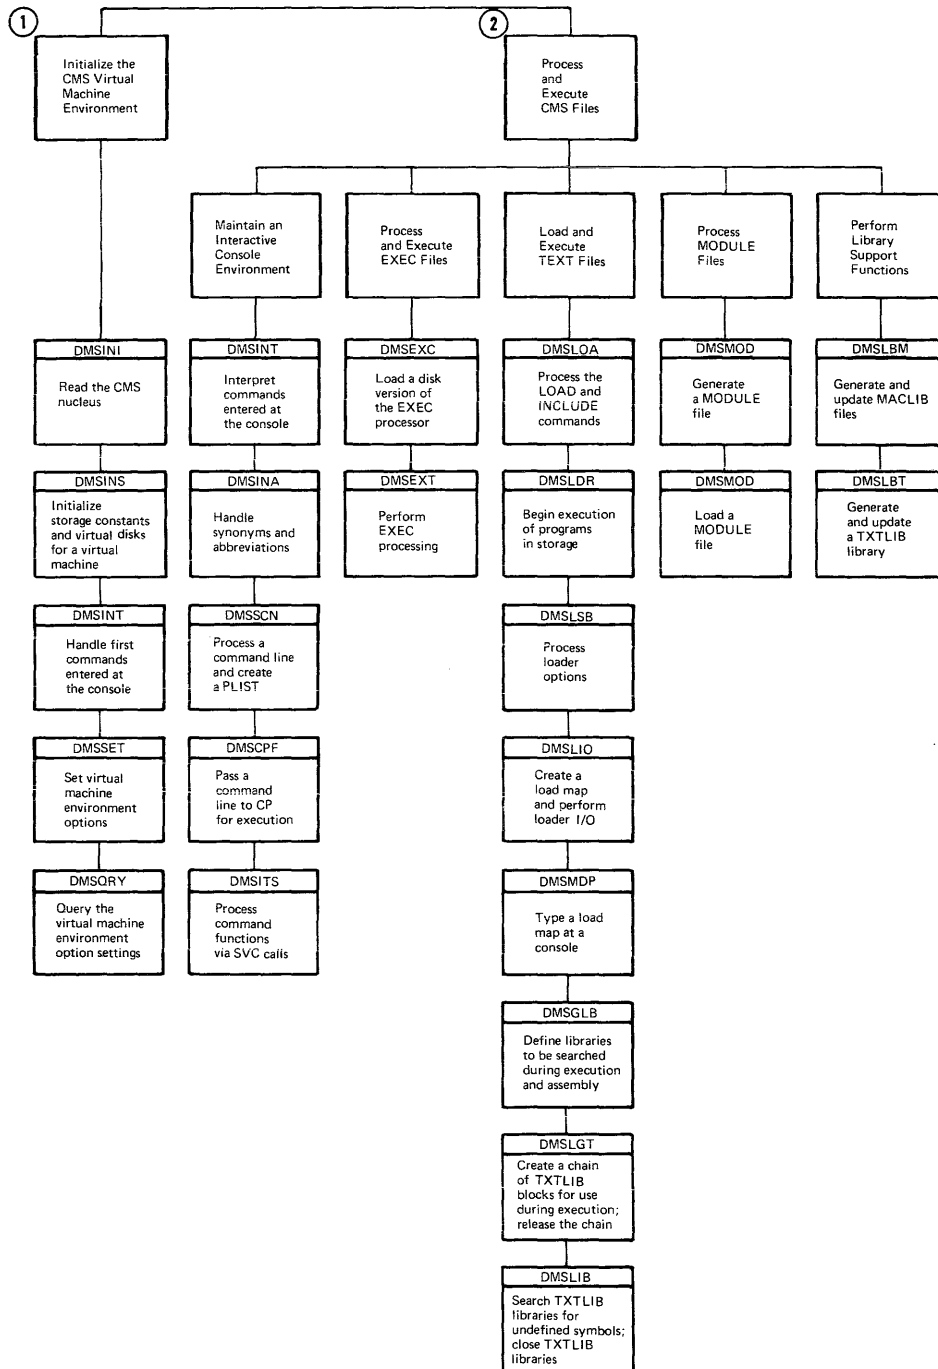 1
Initialize the
CMS Virtual
Machine
Environment
2
Process
and
Execute
CMS Files
Maintain an
Interactive
Console
Environment
Process
and Execute
EXEC Files
Load and
Execute
TEXT Files
Process
MODULE
Files
Perform
Library
Support
Functions
DMSINI
Read the CMS
nucleus
DMSINT
Interpret
commands
entered at
the console
DMSEXC
Load a disk
version of
the EXEC
processor
DMSLOA
Process the
LOAD and
INCLUDE
commands
DMSMOD
Generate
a MODULE
file
DMSLBM
Generate and
update MACLIB
files
DMSINS
Initialize
storage constants
and virtual disks
for a virtual
machine
DMSINA
Handle
synonyms and
abbreviations
DMSEXT
Perform
EXEC
processing
DMSLDR
Begin execution
of programs
in storage
DMSMOD
Load a
MODULE
file
DMSLBT
Generate
and update
a TXTLIB
library
DMSINT
Handle first
commands
entered at
the console
DMSSCN
Process a
command line
and create
a PLIST
DMSLSB
Process
loader
options
DMSSET
Set virtual
machine
environment
options
DMSCPF
Pass a
command
line to CP
for execution
DMSLIO
Create a
load map
and perform
loader I/O
DMSQRY
Query the
virtual machine
environment
option settings
DMSITS
Process
command
functions
via SVC calls
DMSMDP
Type a load
map at a
console
DMSGLB
Define libraries
to be searched
during execution
and assembly
DMSLGT
Create a chain
of TXTLIB
blocks for use
during execution;
release the chain
DMSLIB
Search TXTLIB
libraries for
undefined symbols;
close TXTLIB
libraries